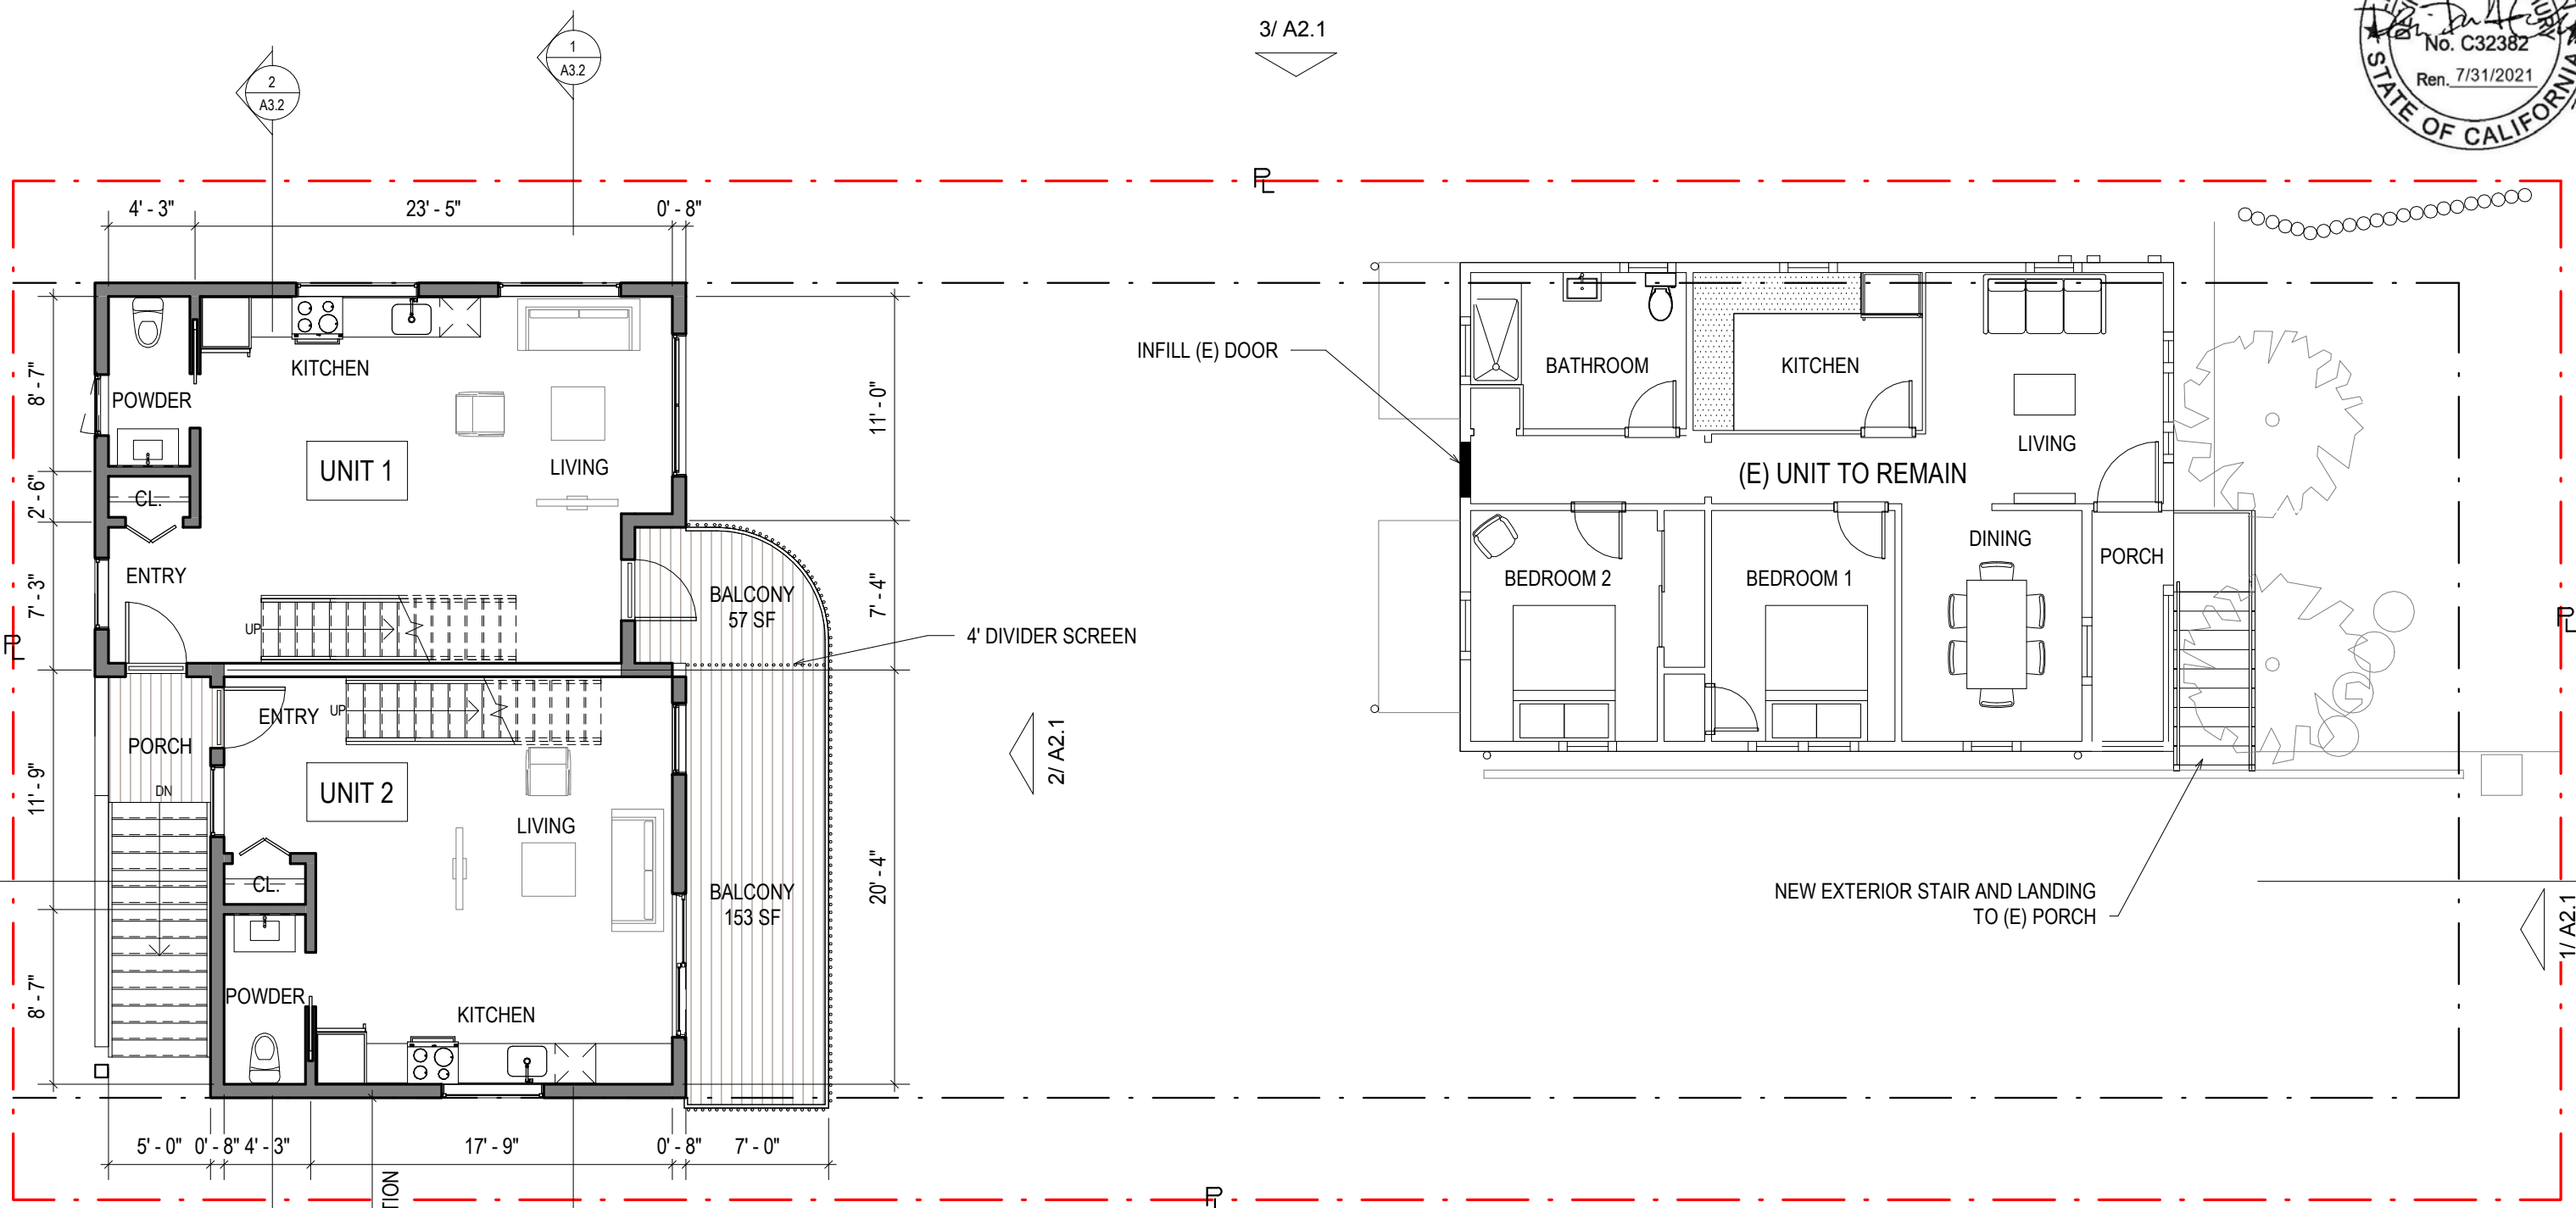 3/ A2.1
1
A3.2
2
A3.2
No. C32382
Ren. 7/31/2021
STATE OF CALIFORNIA
PL
4' - 3"
23' - 5"
0' - 8"
8' - 7"
2' - 6"
7' - 3"
11' - 9"
8' - 7"
KITCHEN
POWDER
UNIT 1
LIVING
CL.
ENTRY
UP
11' - 0"
7' - 4"
20' - 4"
BALCONY
57 SF
4' DIVIDER SCREEN
PL
ENTRY
UP
PORCH
DN
UNIT 2
LIVING
CL.
BALCONY
153 SF
POWDER
KITCHEN
2/ A2.1
INFILL (E) DOOR
BATHROOM
KITCHEN
LIVING
(E) UNIT TO REMAIN
DINING
PORCH
BEDROOM 2
BEDROOM 1
PL
NEW EXTERIOR STAIR AND LANDING
TO (E) PORCH
1/ A2.1
5' - 0"
0' - 8"
4' - 3"
17' - 9"
0' - 8"
7' - 0"
TION
PL